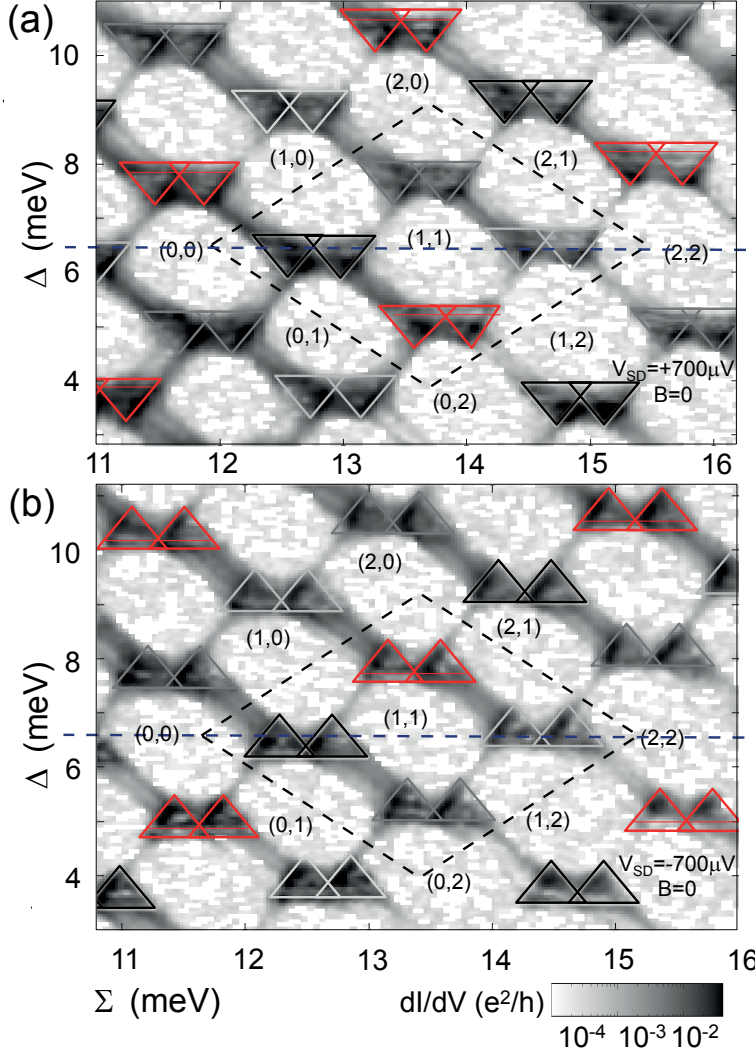 (a)
10
8
6
4
Δ (meV)
(2,0)
(1,0)
(2,1)
(0,0)
(1,1)
(2,2)
(0,1)
(1,2)
(0,2)
V_SD=+700μV
B=0
11 12 13 14 15 16
(b)
10
8
6
4
Δ (meV)
(2,0)
(1,0)
(2,1)
(0,0)
(1,1)
(2,2)
(0,1)
(1,2)
(0,2)
V_SD=-700μV
B=0
11 12 13 14 15 16
Σ (meV)
dI/dV (e²/h)
10⁻⁴ 10⁻³ 10⁻²